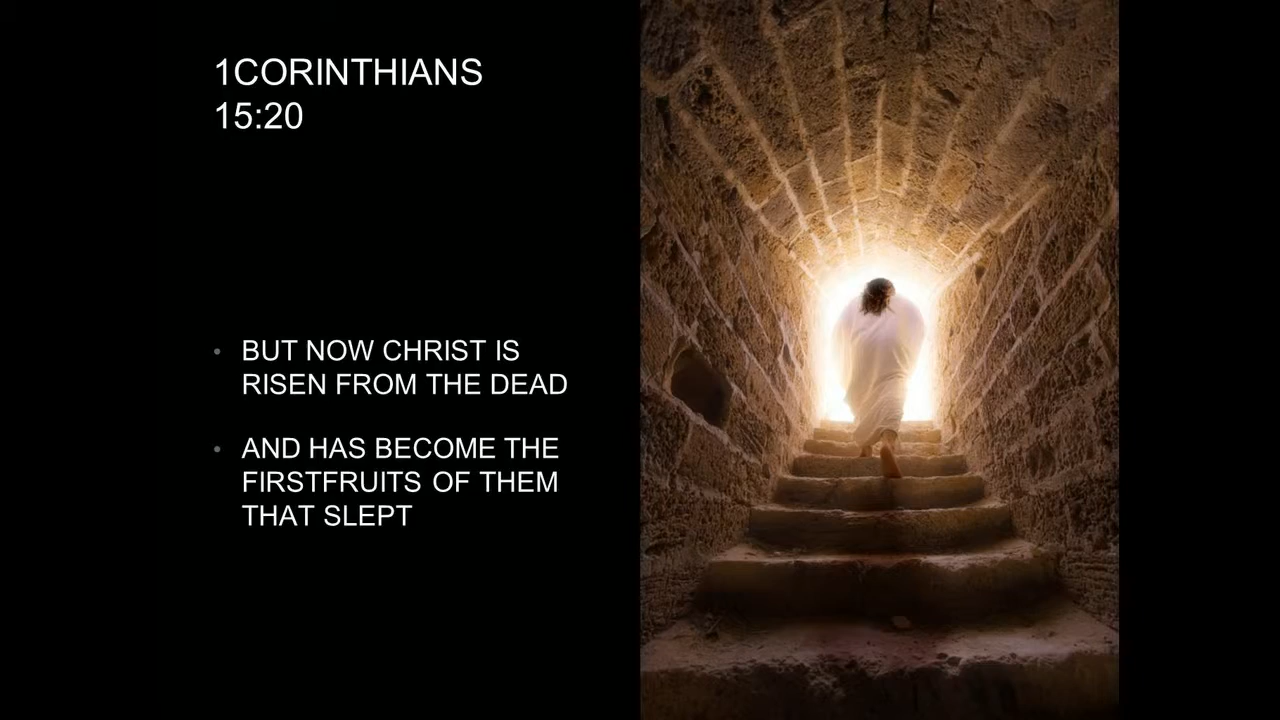 1CORINTHIANS
15:20
• BUT NOW CHRIST IS
RISEN FROM THE DEAD
• AND HAS BECOME THE
FIRSTFRUITS OF THEM
THAT SLEPT